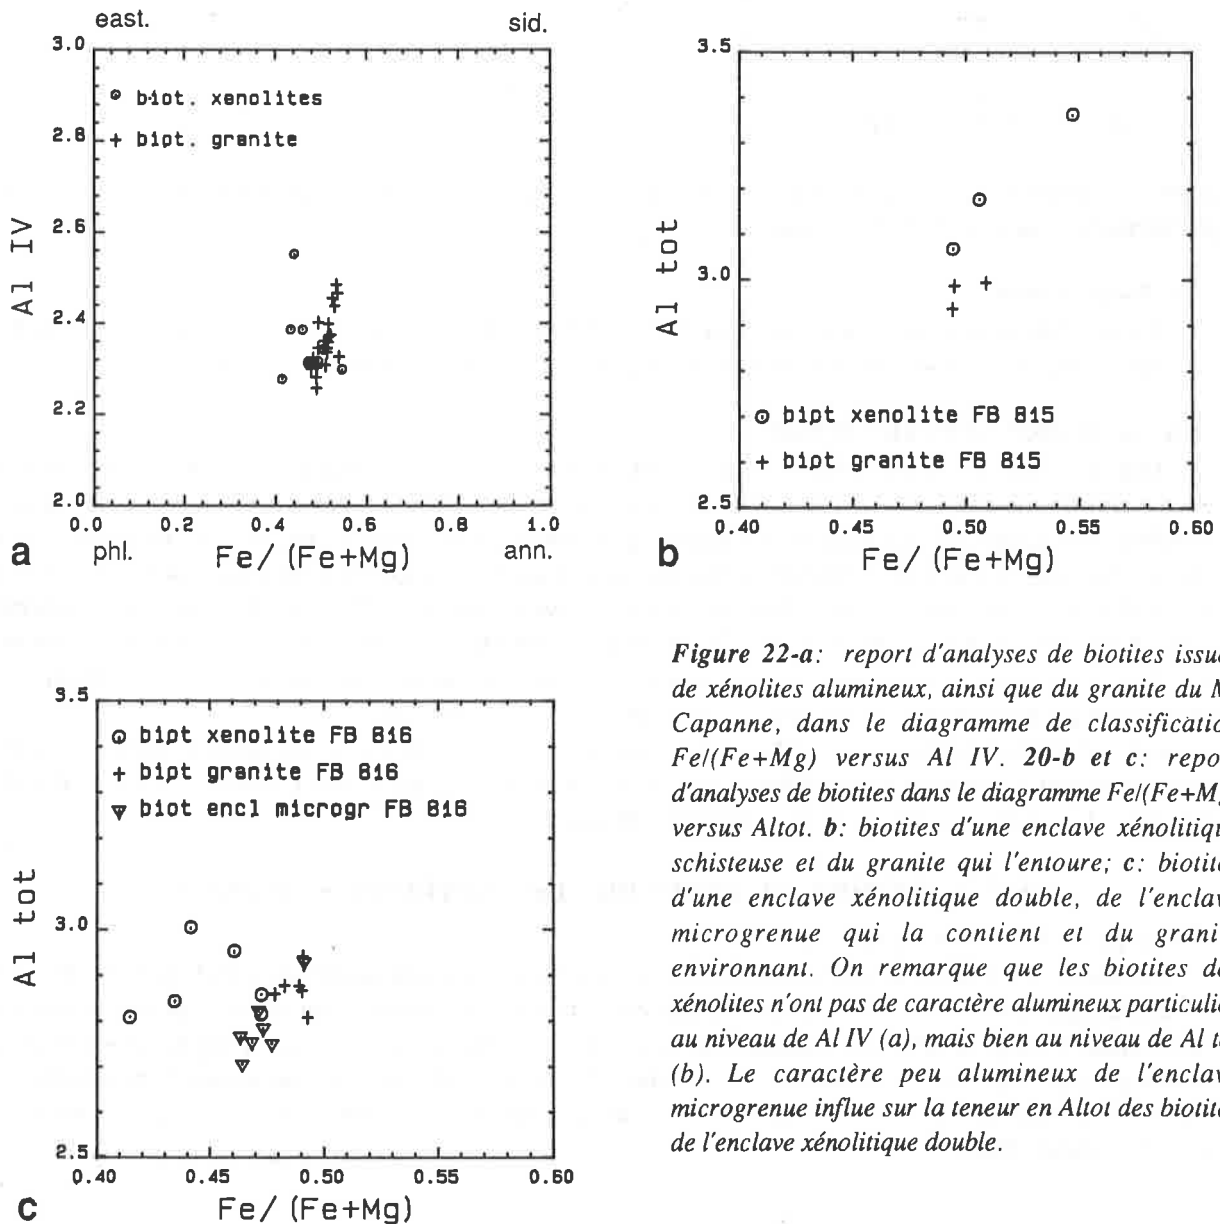 east.
sid.
3.0
2.8
2.6
2.4
2.2
2.0
Al IV
biot. xenolites
biot. granite
0.0 0.2 0.4 0.6 0.8 1.0
phl.
Fe/ (Fe+Mg)
ann.
a
3.5
3.0
2.5
Al tot
biot xenolite FB 815
biot granite FB 815
0.40 0.45 0.50 0.55 0.60
Fe/ (Fe+Mg)
b
3.5
3.0
2.5
Al tot
biot xenolite FB 816
biot granite FB 816
biot encl microgr FB 816
0.40 0.45 0.50 0.55 0.60
Fe/ (Fe+Mg)
c
Figure 22-a: report d'analyses de biotites issue
de xénolites alumineux, ainsi que du granite du M
Capanne, dans le diagramme de classificatio
Fe/(Fe+Mg) versus Al IV. 20-b et c: repor
d'analyses de biotites dans le diagramme Fe/(Fe+M
versus Altot. b: biotites d'une enclave xénolitiqu
schisteuse et du granite qui l'entoure; c: biotite
d'une enclave xénolitique double, de l'enclav
microgrenue qui la contient et du grani
environnant. On remarque que les biotites de
xénolites n'ont pas de caractère alumineux particuli
au niveau de Al IV (a), mais bien au niveau de Al t
(b). Le caractère peu alumineux de l'enclav
microgrenue influe sur la teneur en Altot des biotite
de l'enclave xénolitique double.